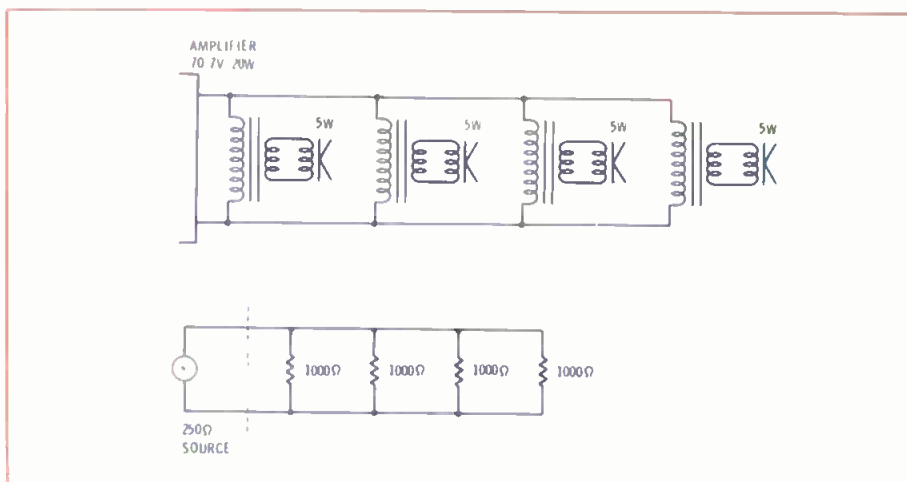 AMPLIFIER
70.7V 20W
5W 5W 5W 5W
1000Ω 1000Ω 1000Ω 1000Ω
250Ω
SOURCE